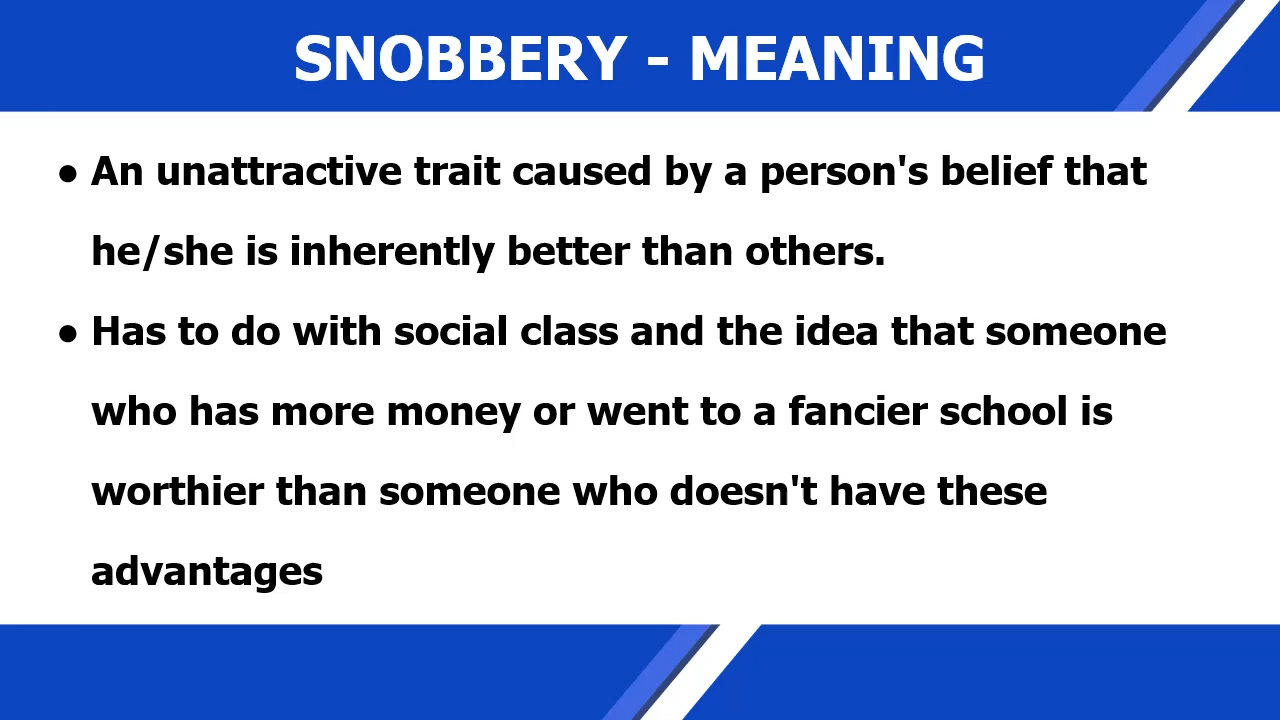 SNOBBERY - MEANING
● An unattractive trait caused by a person's belief that
he/she is inherently better than others.
● Has to do with social class and the idea that someone
who has more money or went to a fancier school is
worthier than someone who doesn't have these
advantages